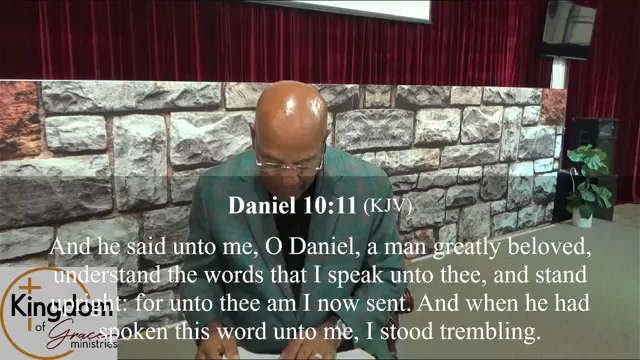 Daniel 10:11 (KJV)
And he said unto me, O Daniel, a man greatly beloved,
understand the words that I speak unto thee, and stand
upright: for unto thee am I now sent. And when he had
spoken this word unto me, I stood trembling.
Kingdom
of Grace
ministries